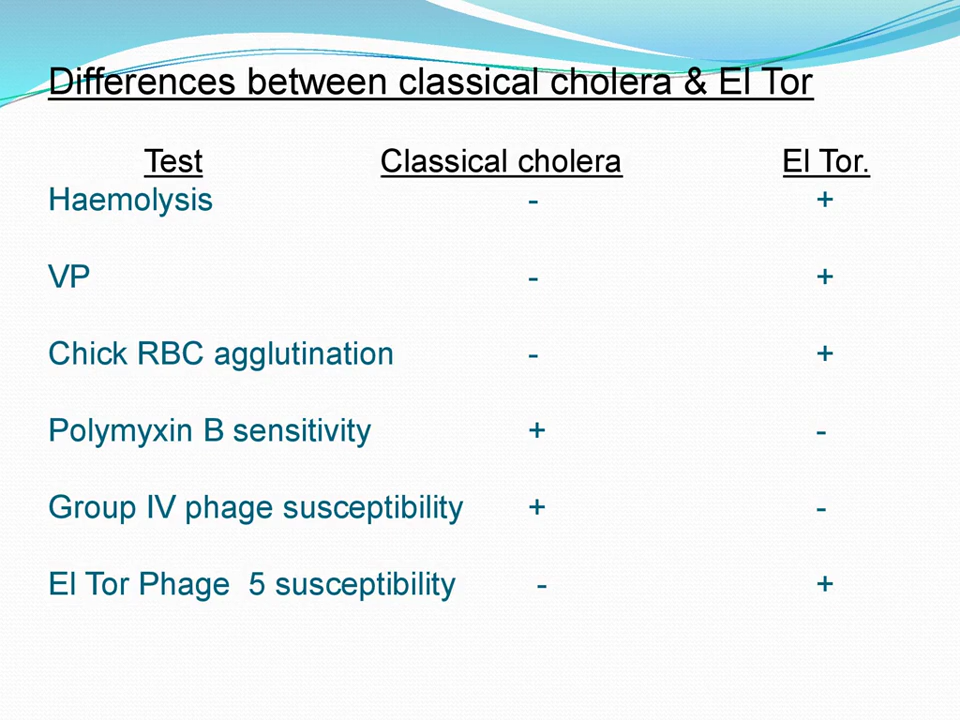 Differences between classical cholera & El Tor
Test Classical cholera El Tor.
Haemolysis - +
VP - +
Chick RBC agglutination - +
Polymyxin B sensitivity + -
Group IV phage susceptibility + -
El Tor Phage 5 susceptibility - +